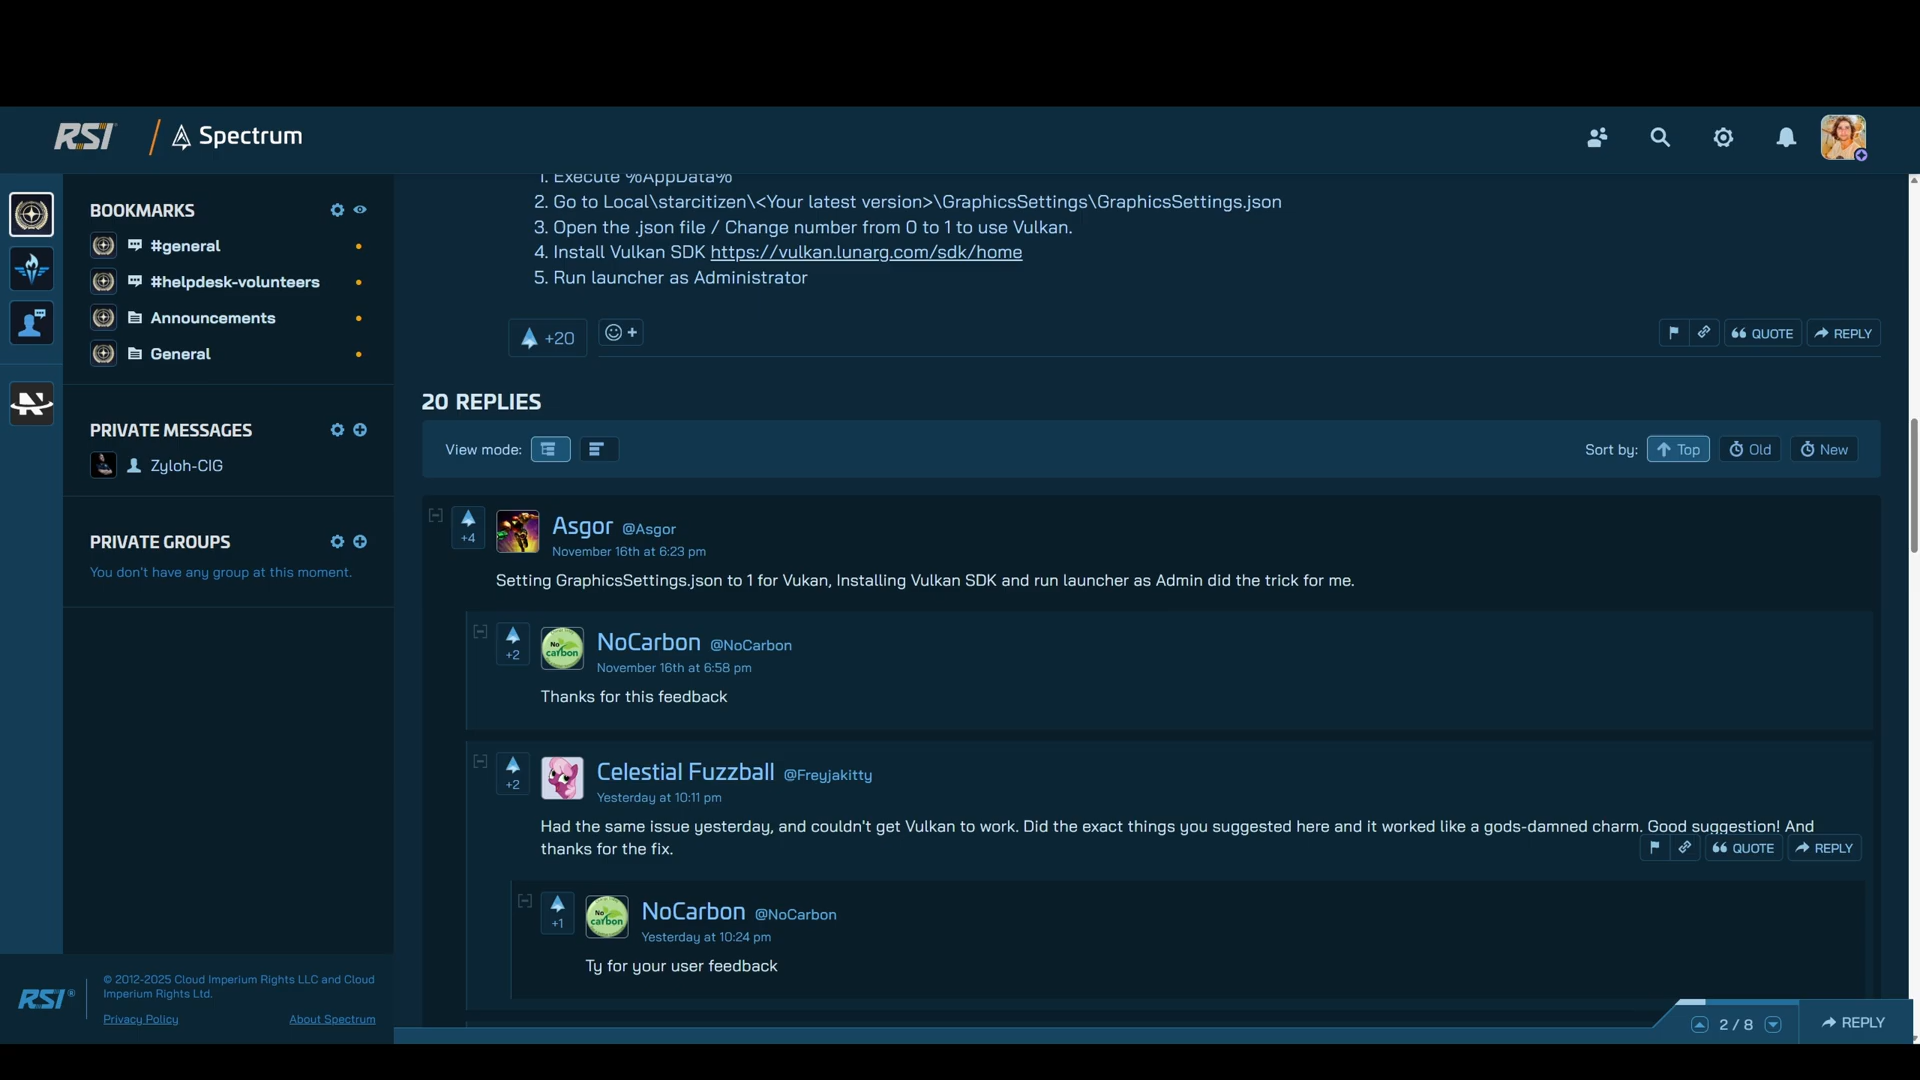 RSI
Spectrum
BOOKMARKS
#general
#helpdesk-volunteers
Announcements
General
PRIVATE MESSAGES
Zyloh-CIG
PRIVATE GROUPS
You don't have any group at this moment.
RSI®
© 2012-2025 Cloud Imperium Rights LLC and Cloud
Imperium Rights Ltd.
Privacy Policy
About Spectrum
1. Execute %AppData%
2. Go to Local\starcitizen\<Your latest version>\GraphicsSettings\GraphicsSettings.json
3. Open the .json file / Change number from 0 to 1 to use Vulkan.
4. Install Vulkan SDK https://vulkan.lunarg.com/sdk/home
5. Run launcher as Administrator
+20
+
QUOTE
REPLY
20 REPLIES
View mode:
Sort by:
Top
Old
New
[-]
+4
Asgor @Asgor
November 16th at 6:23 pm
Setting GraphicsSettings.json to 1 for Vukan, Installing Vulkan SDK and run launcher as Admin did the trick for me.
[-]
+2
No carbon
NoCarbon @NoCarbon
November 16th at 6:58 pm
Thanks for this feedback
[-]
+2
Celestial Fuzzball @Freyjakitty
Yesterday at 10:11 pm
Had the same issue yesterday, and couldn't get Vulkan to work. Did the exact things you suggested here and it worked like a gods-damned charm. Good suggestion! And
thanks for the fix.
QUOTE
REPLY
[-]
+1
No carbon
NoCarbon @NoCarbon
Yesterday at 10:24 pm
Ty for your user feedback
2 / 8
REPLY